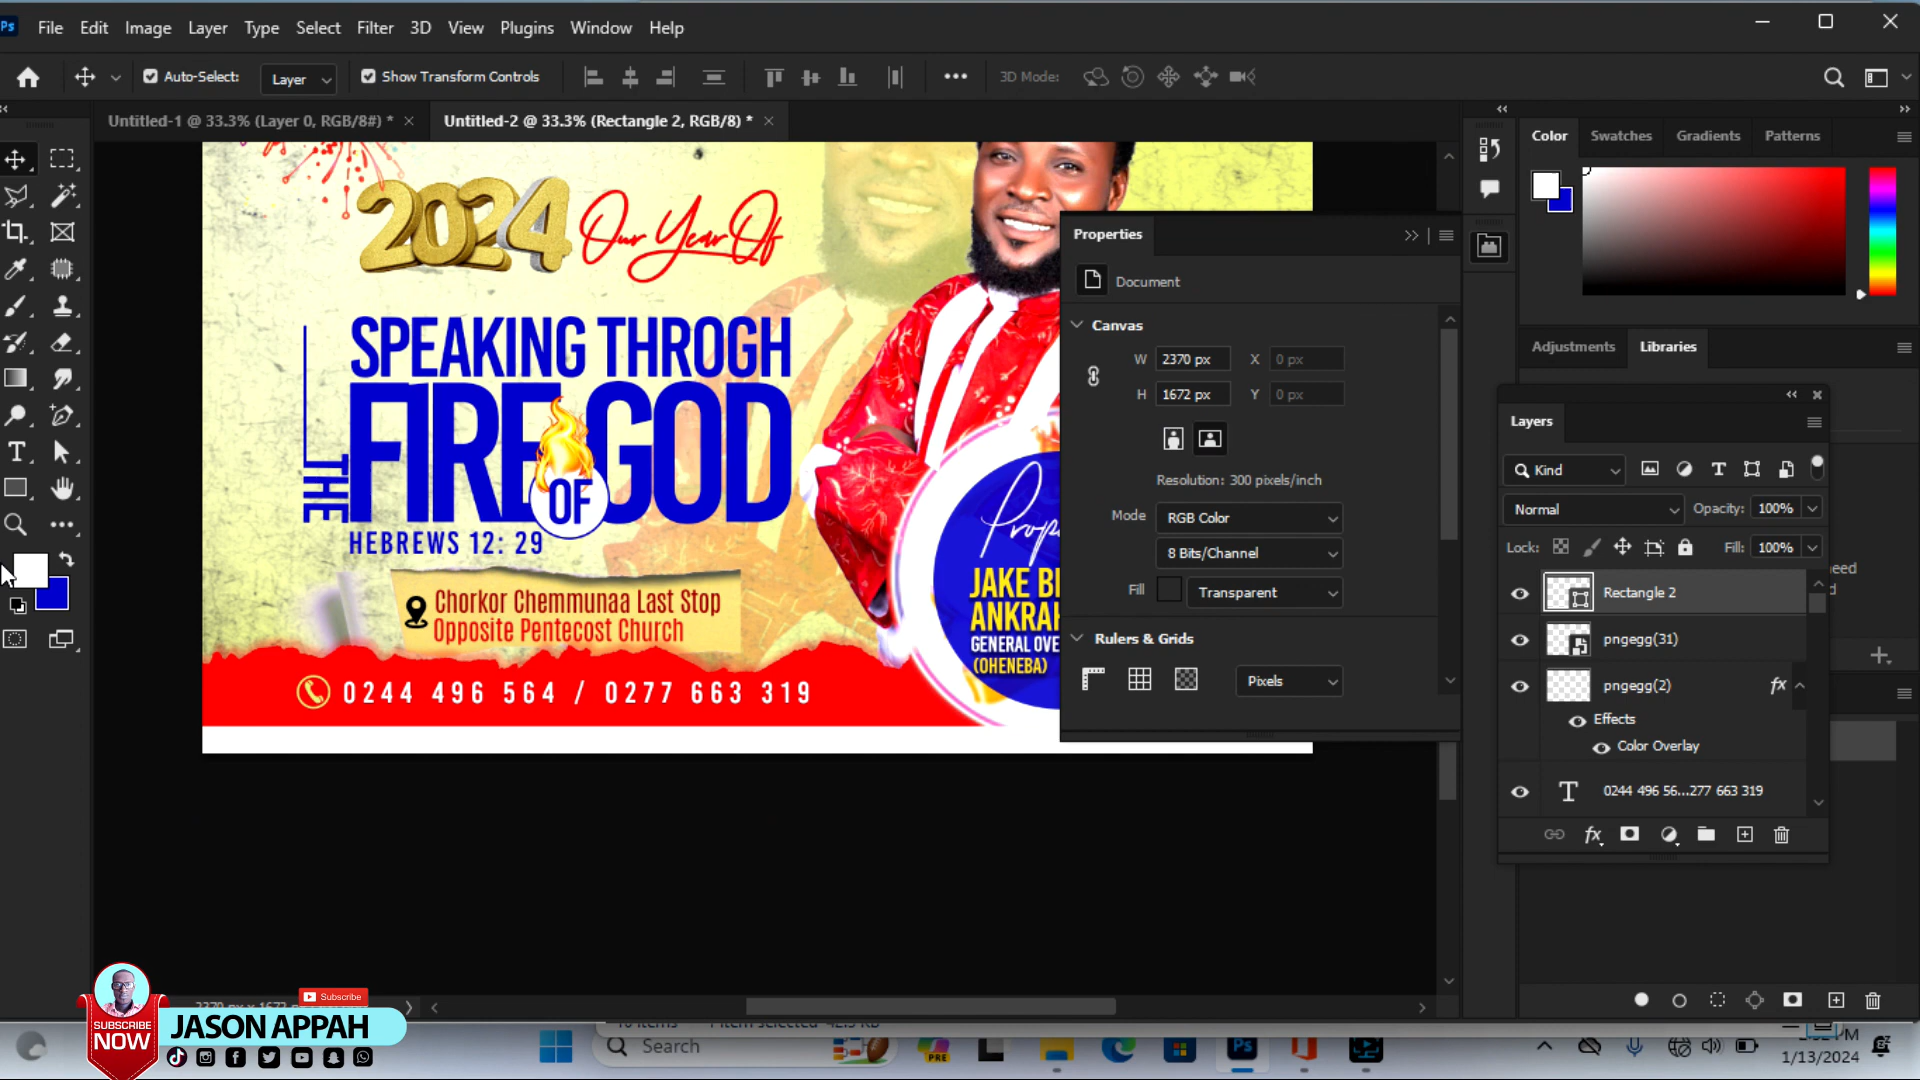 Ps File Edit Image Layer Type Select Filter 3D View Plugins Window Help
Auto-Select: Layer Show Transform Controls 3D Mode:
Untitled-1 @ 33.3% (Layer 0, RGB/8#) * ×
Untitled-2 @ 33.3% (Rectangle 2, RGB/8) * ×
2024 Our Year Of
SPEAKING THROGH
THE FIRE OF GOD
HEBREWS 12: 29
Chorkor Chemmunaa Last Stop
Opposite Pentecost Church
0244 496 564 / 0277 663 319
JAKE
ANKRAH
GENERAL
(OHENEBA)
Properties
Document
Canvas
W 2370 px X 0 px
H 1672 px Y 0 px
Resolution: 300 pixels/inch
Mode RGB Color
8 Bits/Channel
Fill Transparent
Rulers & Grids
Pixels
Color Swatches Gradients Patterns
Adjustments Libraries
Layers
Kind
Normal Opacity: 100%
Lock: Fill: 100%
Rectangle 2
pngegg(31)
pngegg(2) fx
Effects
Color Overlay
T 0244 496 56...277 663 319
fx
Subscribe
SUBSCRIBE
NOW
JASON APPAH
Search
PRE
Ps
1/13/2024